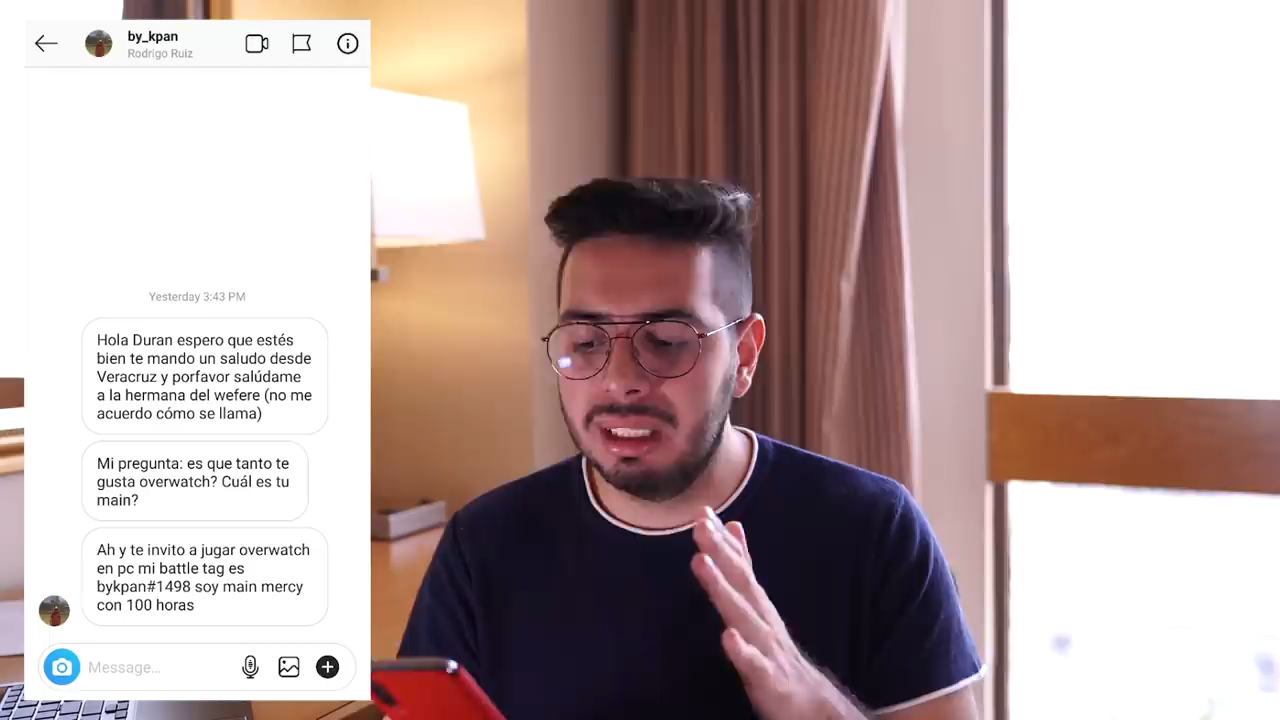 by_kpan
Rodrigo Ruiz
Yesterday 3:43 PM
Hola Duran espero que estés
bien te mando un saludo desde
Veracruz y porfavor salúdame
a la hermana del wefere (no me
acuerdo cómo se llama)
Mi pregunta: es que tanto te
gusta overwatch? Cuál es tu
main?
Ah y te invito a jugar overwatch
en pc mi battle tag es
bykpan#1498 soy main mercy
con 100 horas
Message...